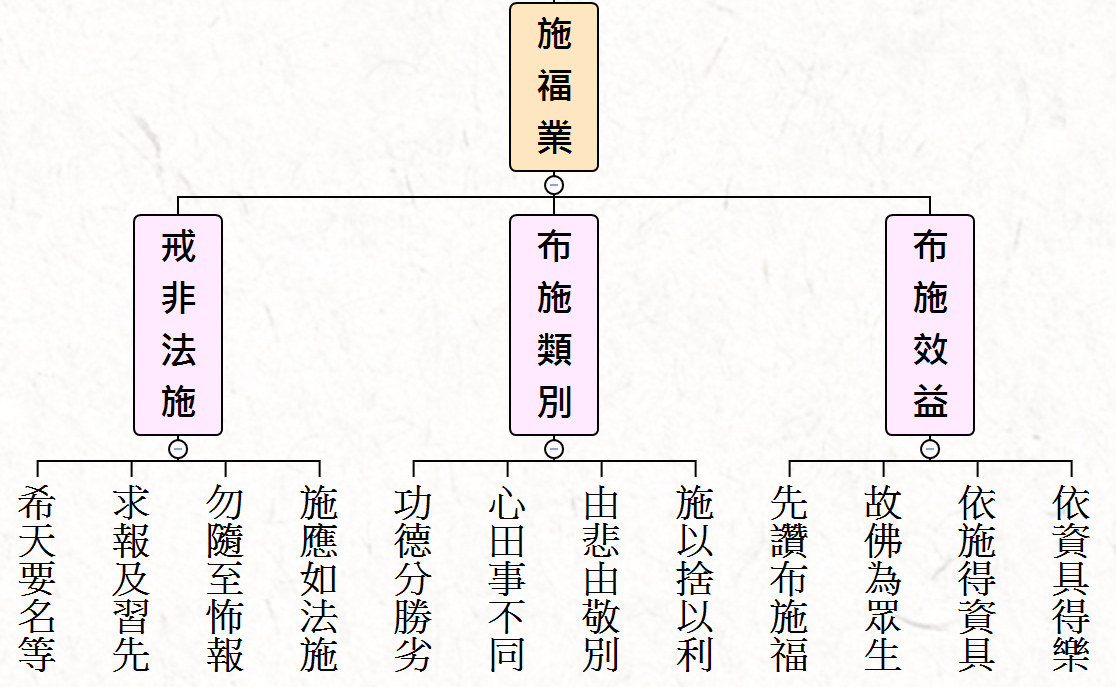 施福業
布施效益
布施類別
戒非法施
依資具得樂
依施得資具
故佛為眾生
先讚布施福
施以捨以利
由悲由敬別
心田事不同
功德分勝劣
施應如法施
勿隨至怖報
求報及習先
希天要名等